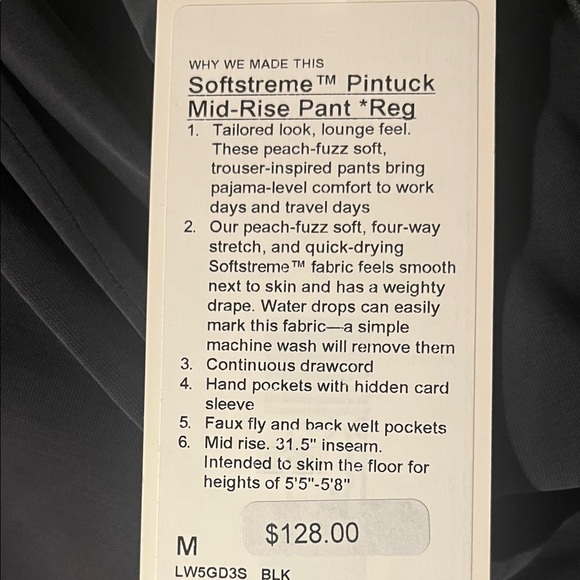 WHY WE MADE THIS
Softstreme™ Pintuck
Mid-Rise Pant *Reg
1. Tailored look, lounge feel.
These peach-fuzz soft,
trouser-inspired pants bring
pajama-level comfort to work
days and travel days
2. Our peach-fuzz soft, four-way
stretch, and quick-drying
Softstreme™ fabric feels smooth
next to skin and has a weighty
drape. Water drops can easily
mark this fabric—a simple
machine wash will remove them
3. Continuous drawcord
4. Hand pockets with hidden card
sleeve
5. Faux fly and back welt pockets
6. Mid rise. 31.5" inseam.
Intended to skim the floor for
heights of 5'5"-5'8"
$128.00
M
LW5GD3S BLK